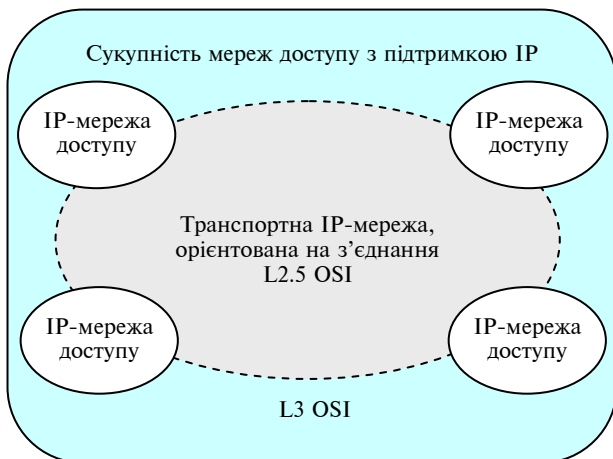 Сукупність мереж доступу з підтримкою IP
IP-мережа
доступу
IP-мережа
доступу
Транспортна IP-мережа,
орієнтована на з’єднання
L2.5 OSI
IP-мережа
доступу
IP-мережа
доступу
L3 OSI